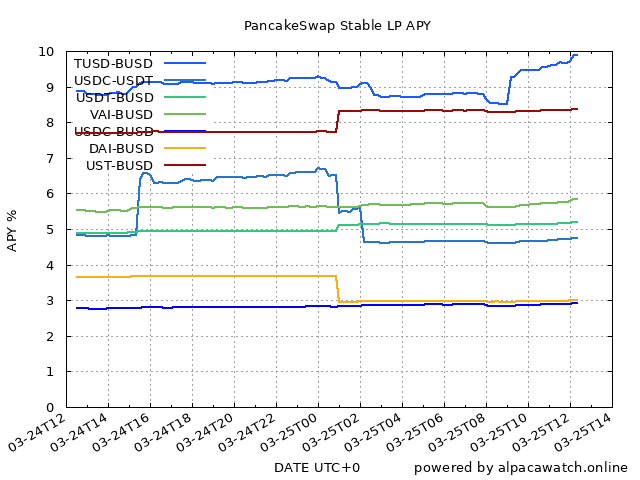 PancakeSwap Stable LP APY
10
9
8
7
6
5
4
3
2
1
0
APY %
TUSD-BUSD
USDC-USDT
USDT-BUSD
VAI-BUSD
USDC-BUSD
DAI-BUSD
UST-BUSD
03-24T12
03-24T14
03-24T16
03-24T18
03-24T20
03-24T22
03-25T00
03-25T02
03-25T04
03-25T06
03-25T08
03-25T10
03-25T12
03-25T14
DATE UTC+0
powered by alpacawatch.online